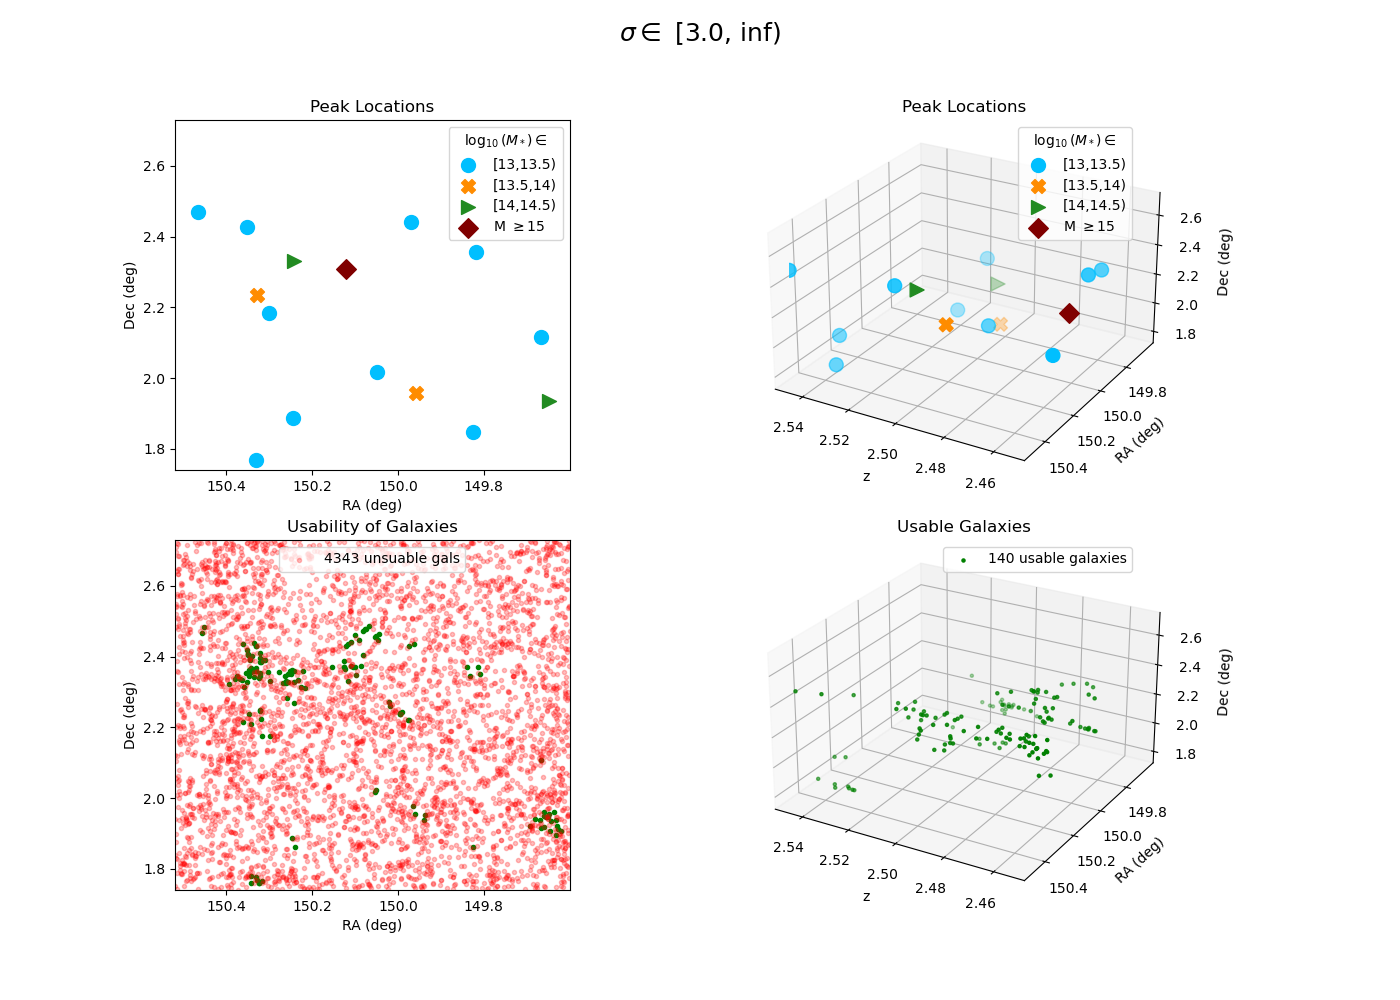 σ ∈ [3.0, inf)
Peak Locations
log₁₀(M*) ∈
[13,13.5)
[13.5,14)
[14,14.5)
M ≥15
2.6
2.4
2.2
2.0
1.8
Dec (deg)
150.4 150.2 150.0 149.8
RA (deg)
Peak Locations
log₁₀(M*) ∈
[13,13.5)
[13.5,14)
[14,14.5)
M ≥15
2.6
2.4
2.2
2.0
1.8
Dec (deg)
149.8
150.0
150.2
150.4
RA (deg)
2.54
2.52
2.50
2.48
2.46
z
Usability of Galaxies
4343 unsuable gals
2.6
2.4
2.2
2.0
1.8
Dec (deg)
150.4 150.2 150.0 149.8
RA (deg)
Usable Galaxies
140 usable galaxies
2.6
2.4
2.2
2.0
1.8
Dec (deg)
149.8
150.0
150.2
150.4
RA (deg)
2.54
2.52
2.50
2.48
2.46
z